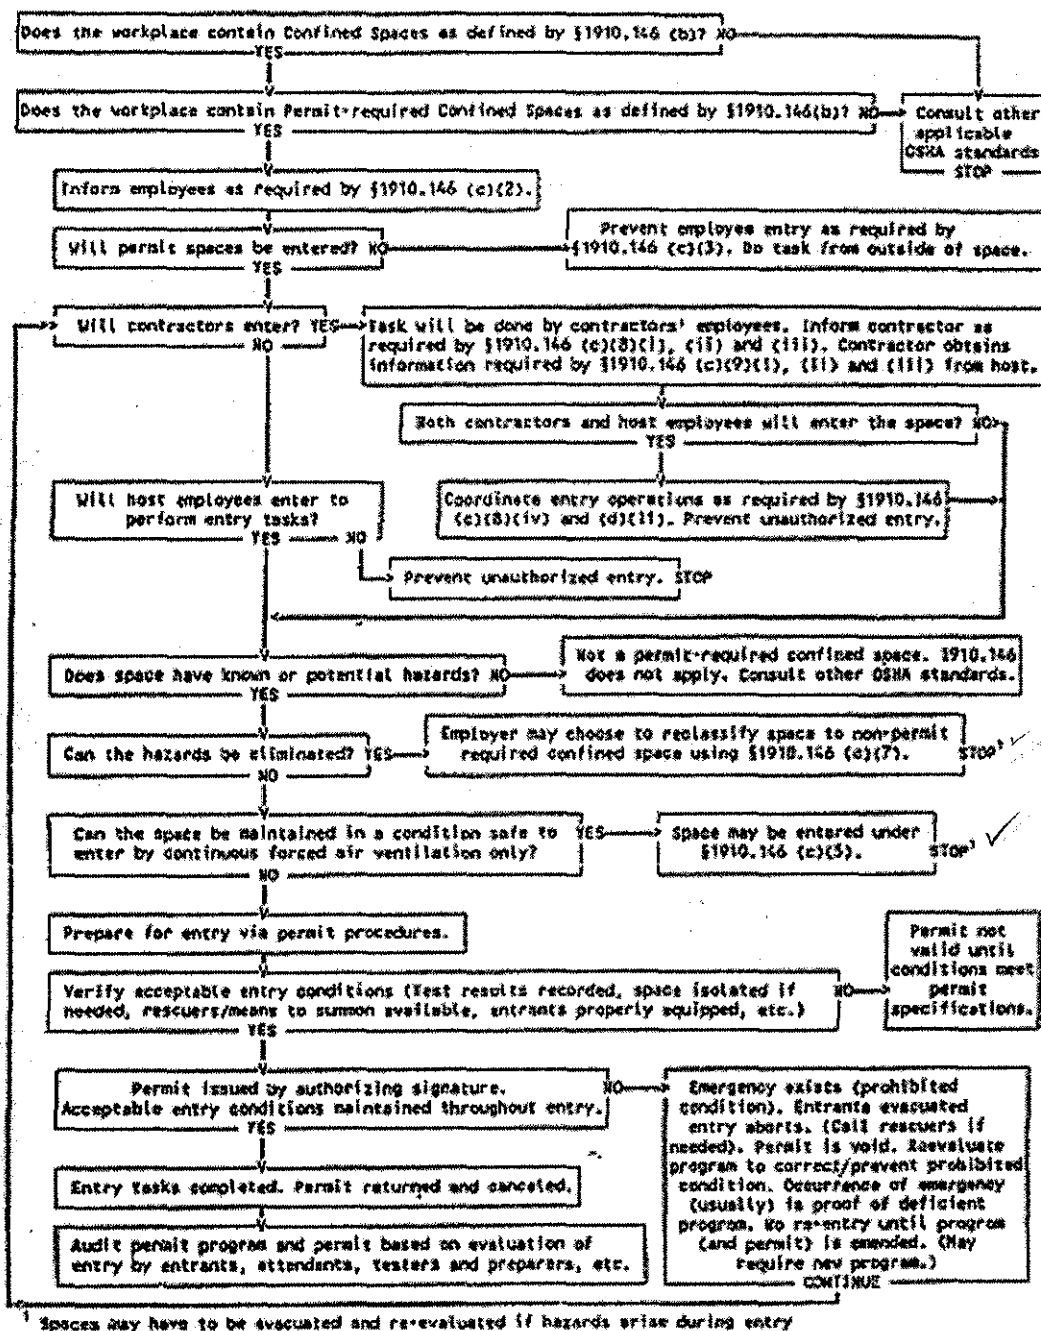 Does the workplace contain Confined Spaces as defined by §1910.146 (b)? NO
YES
Does the workplace contain Permit-required Confined Spaces as defined by §1910.146(b)? NO
YES
Consult other
applicable
OSHA standards
STOP
Inform employees as required by §1910.146 (c)(2).
Will permit spaces be entered? NO
YES
Prevent employee entry as required by
§1910.146 (c)(3). Do task from outside of space.
Will contractors enter? YES
NO
Task will be done by contractors' employees. Inform contractor as
required by §1910.146 (c)(8)(i), (ii) and (iii). Contractor obtains
information required by §1910.146 (c)(9)(i), (ii) and (iii) from host.
Both contractors and host employees will enter the space? NO
YES
Will host employees enter to
perform entry tasks?
YES NO
Coordinate entry operations as required by §1910.146
(c)(8)(iv) and (d)(11). Prevent unauthorized entry.
Prevent unauthorized entry. STOP
Does space have known or potential hazards? NO
YES
Not a permit-required confined space. 1910.146
does not apply. Consult other OSHA standards.
Can the hazards be eliminated? YES
NO
Employer may choose to reclassify space to non-permit
required confined space using §1910.146 (c)(7).
STOP¹
Can the space be maintained in a condition safe to
enter by continuous forced air ventilation only?
YES
NO
Space may be entered under
§1910.146 (c)(5).
STOP¹
Prepare for entry via permit procedures.
Verify acceptable entry conditions (Test results recorded, space isolated if
needed, rescuers/means to summon available, entrants properly equipped, etc.)
NO
YES
Permit not
valid until
conditions meet
permit
specifications.
Permit issued by authorizing signature.
Acceptable entry conditions maintained throughout entry.
NO
YES
Emergency exists (prohibited
condition). Entrants evacuated
entry aborts. (Call rescuers if
needed). Permit is void. Reevaluate
program to correct/prevent prohibited
condition. Occurrence of emergency
(usually) is proof of deficient
program. No re-entry until program
(and permit) is amended. (May
require new program.)
CONTINUE
Entry tasks completed. Permit returned and canceled.
Audit permit program and permit based on evaluation of
entry by entrants, attendants, testers and preparers, etc.
¹ Spaces may have to be evacuated and re-evaluated if hazards arise during entry